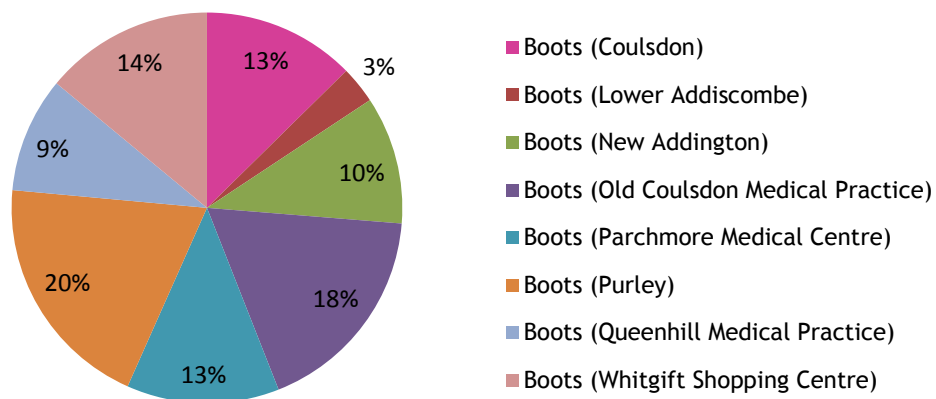 14%
13%
3%
9%
10%
20%
18%
13%
Boots (Coulsdon)
Boots (Lower Addiscombe)
Boots (New Addington)
Boots (Old Coulsdon Medical Practice)
Boots (Parchmore Medical Centre)
Boots (Purley)
Boots (Queenhill Medical Practice)
Boots (Whitgift Shopping Centre)